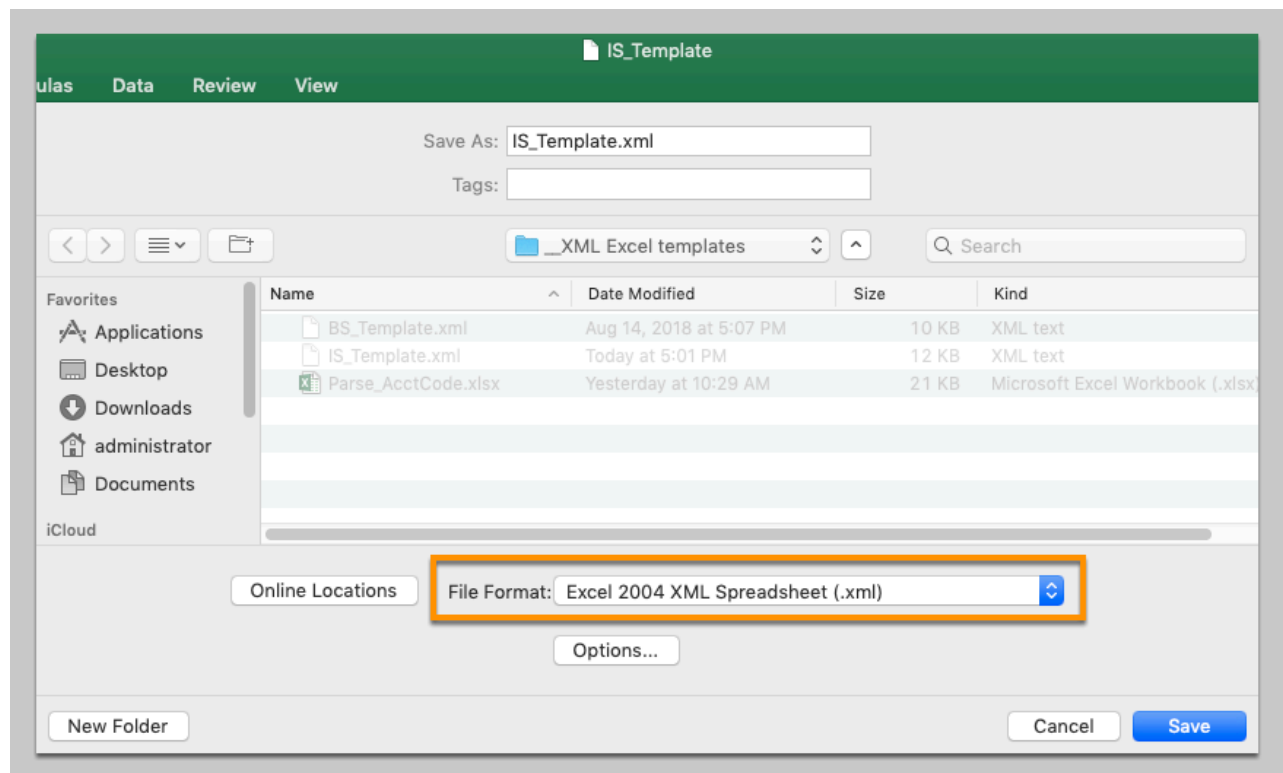 IS_Template
ulas Data Review View
Save As: IS_Template.xml
Tags:
__XML Excel templates Search
Favorites Name Date Modified Size Kind
Applications BS_Template.xml Aug 14, 2018 at 5:07 PM 10 KB XML text
IS_Template.xml Today at 5:01 PM 12 KB XML text
Desktop Parse_AcctCode.xlsx Yesterday at 10:29 AM 21 KB Microsoft Excel Workbook (.xlsx)
Downloads
administrator
Documents
iCloud
Online Locations File Format: Excel 2004 XML Spreadsheet (.xml)
Options...
New Folder Cancel Save